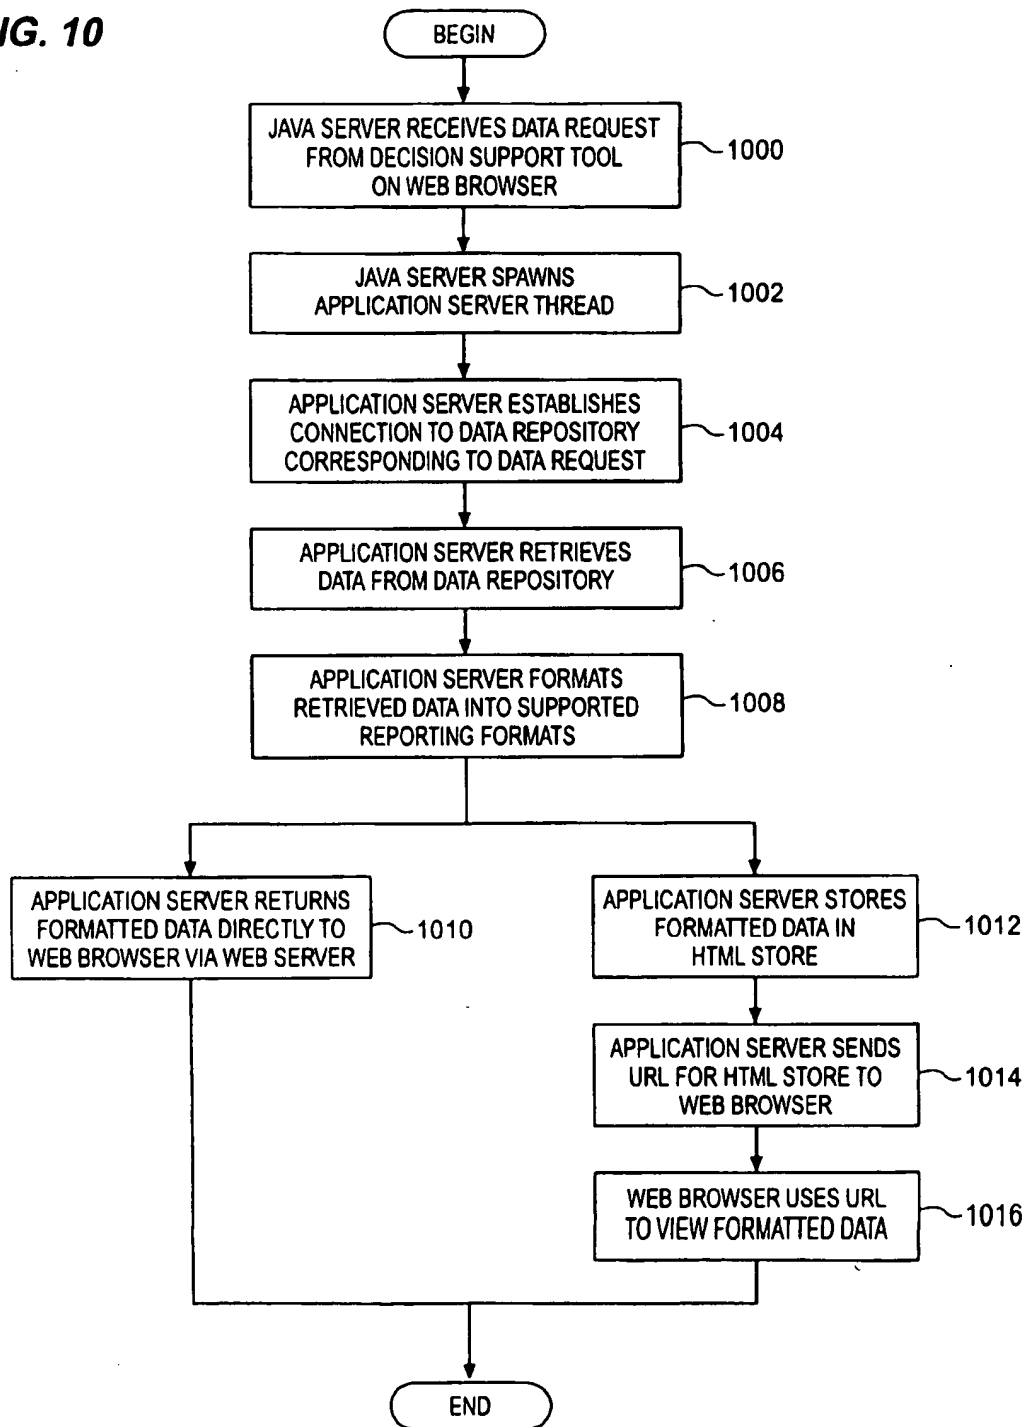 IG. 10
BEGIN
JAVA SERVER RECEIVES DATA REQUEST
FROM DECISION SUPPORT TOOL
ON WEB BROWSER
1000
JAVA SERVER SPAWNS
APPLICATION SERVER THREAD
1002
APPLICATION SERVER ESTABLISHES
CONNECTION TO DATA REPOSITORY
CORRESPONDING TO DATA REQUEST
1004
APPLICATION SERVER RETRIEVES
DATA FROM DATA REPOSITORY
1006
APPLICATION SERVER FORMATS
RETRIEVED DATA INTO SUPPORTED
REPORTING FORMATS
1008
APPLICATION SERVER RETURNS
FORMATTED DATA DIRECTLY TO
WEB BROWSER VIA WEB SERVER
1010
APPLICATION SERVER STORES
FORMATTED DATA IN
HTML STORE
1012
APPLICATION SERVER SENDS
URL FOR HTML STORE TO
WEB BROWSER
1014
WEB BROWSER USES URL
TO VIEW FORMATTED DATA
1016
END